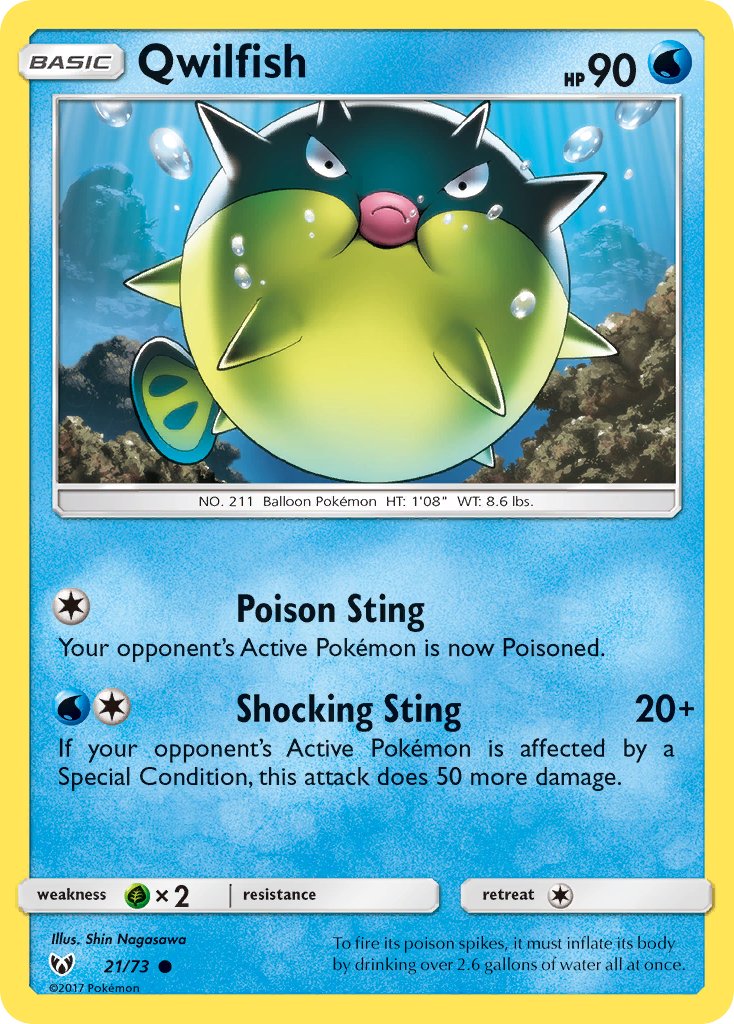 BASIC Qwilfish HP 90
NO. 211 Balloon Pokémon HT: 1'08" WT: 8.6 lbs.
Poison Sting
Your opponent's Active Pokémon is now Poisoned.
Shocking Sting 20+
If your opponent's Active Pokémon is affected by a
Special Condition, this attack does 50 more damage.
weakness × 2 resistance retreat
Illus. Shin Nagasawa
21/73
©2017 Pokémon
To fire its poison spikes, it must inflate its body
by drinking over 2.6 gallons of water all at once.